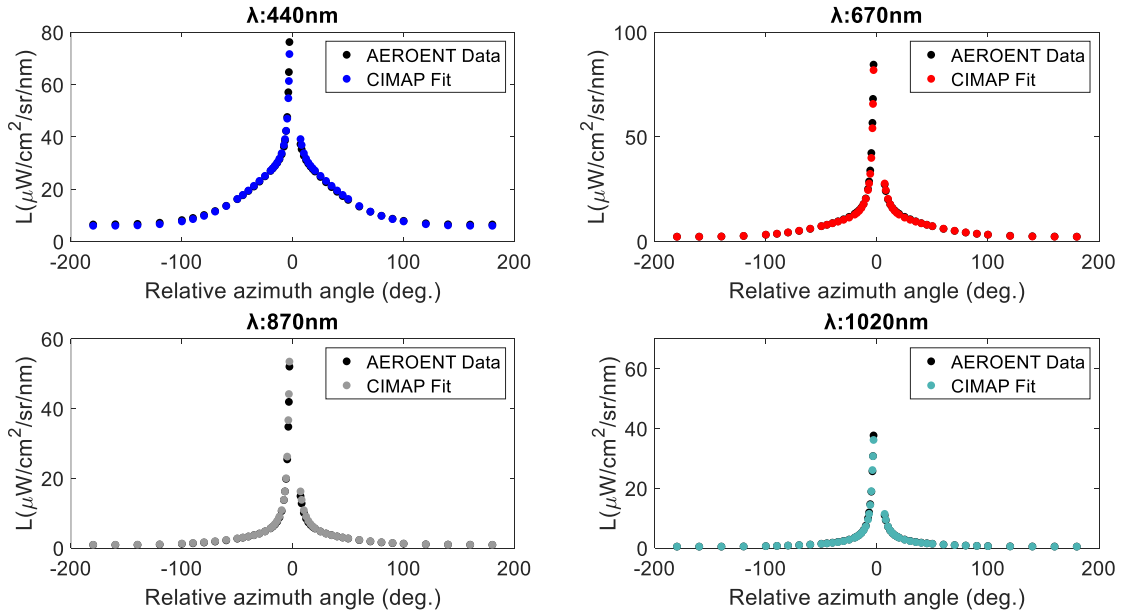 λ:440nm
80
60
40
20
0
L(μW/cm²/sr/nm)
AEROENT Data
CIMAP Fit
-200 -100 0 100 200
Relative azimuth angle (deg.)
λ:670nm
100
50
0
L(μW/cm²/sr/nm)
AEROENT Data
CIMAP Fit
-200 -100 0 100 200
Relative azimuth angle (deg.)
λ:870nm
60
40
20
0
L(μW/cm²/sr/nm)
AEROENT Data
CIMAP Fit
-200 -100 0 100 200
Relative azimuth angle (deg.)
λ:1020nm
60
40
20
0
L(μW/cm²/sr/nm)
AEROENT Data
CIMAP Fit
-200 -100 0 100 200
Relative azimuth angle (deg.)